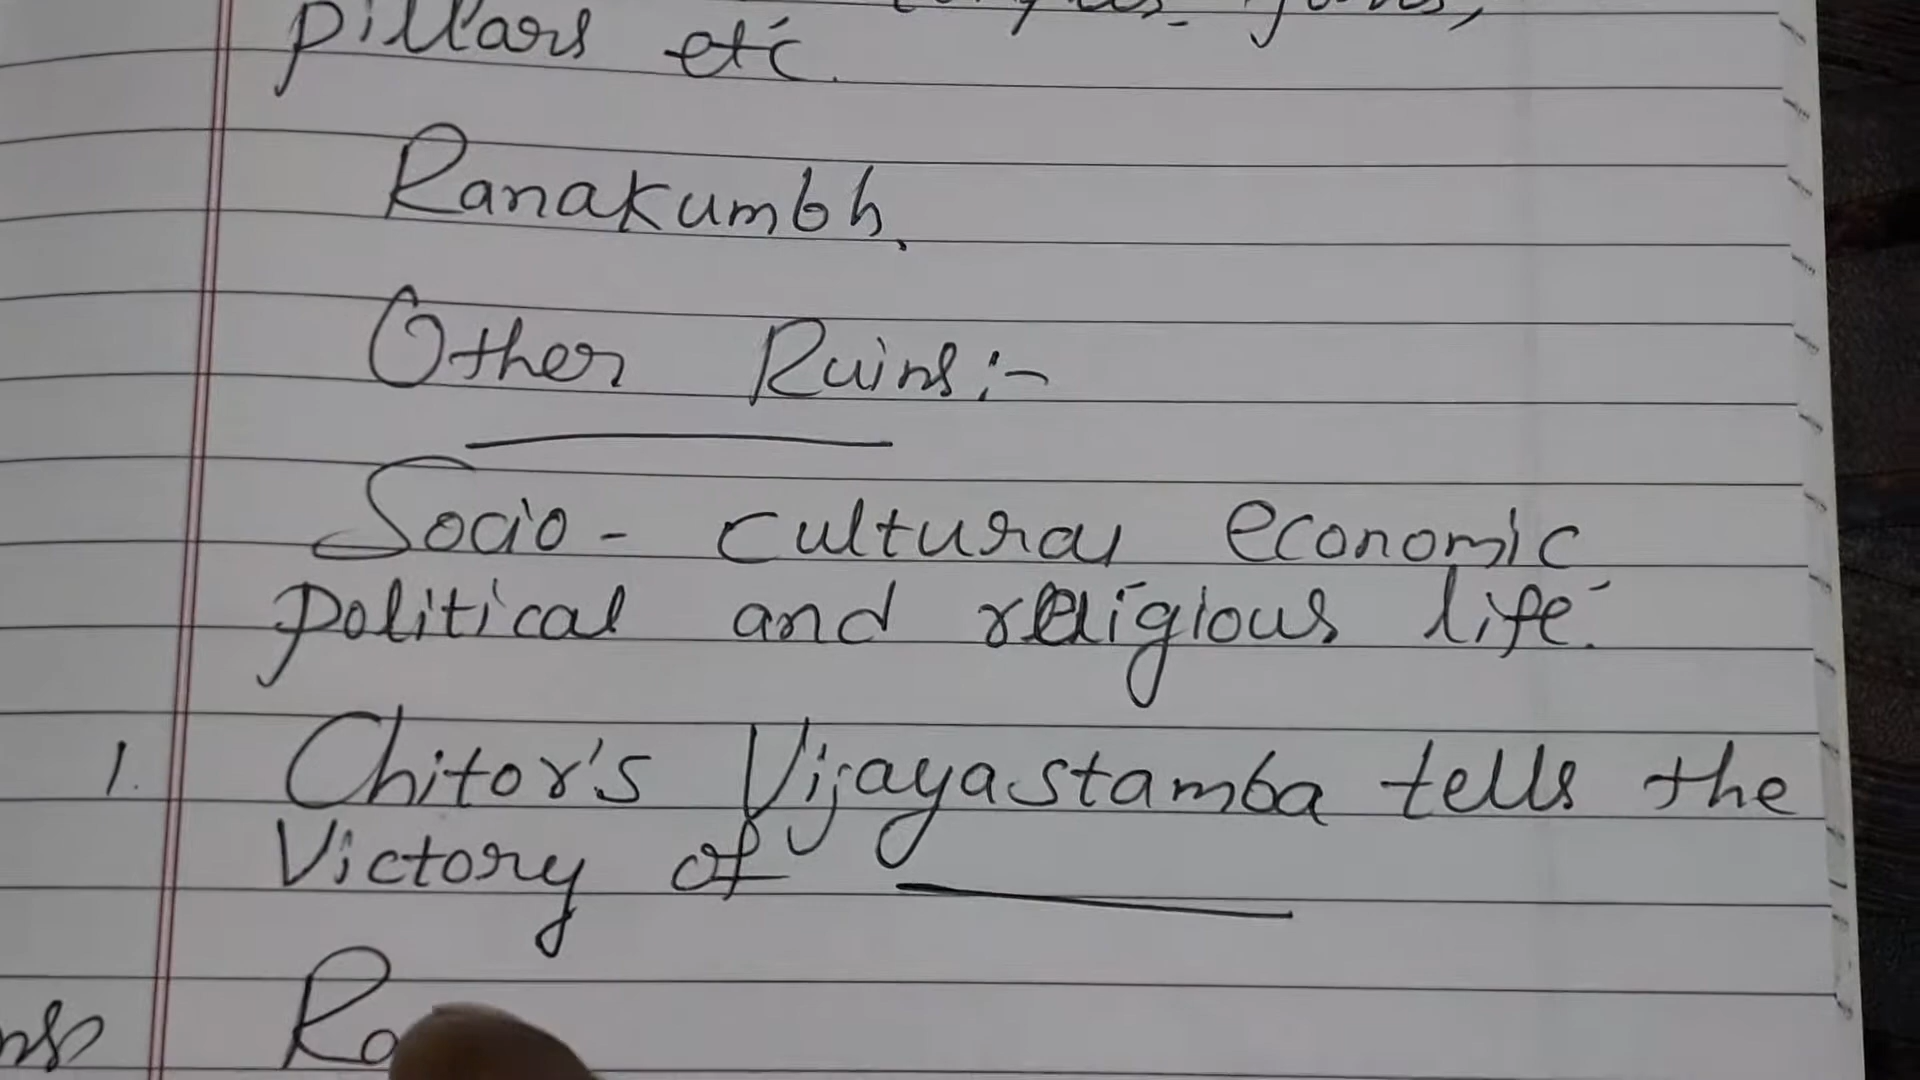 pillars etc.
Ranakumbh.
Other Ruins:-
Socio - cultural economic
political and religious life.
1. Chitor's Vijayastamba tells the
Victory of ____